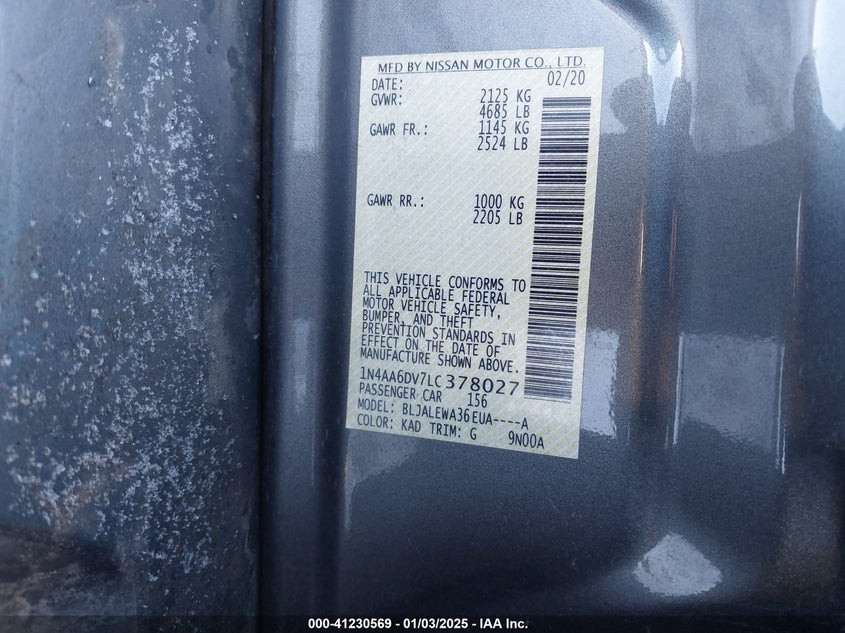 MFD BY NISSAN MOTOR CO., LTD.
DATE: 02/20
GVWR: 2125 KG
4685 LB
GAWR FR.: 1145 KG
2524 LB
GAWR RR.: 1000 KG
2205 LB
THIS VEHICLE CONFORMS TO
ALL APPLICABLE FEDERAL
MOTOR VEHICLE SAFETY,
BUMPER, AND THEFT
PREVENTION STANDARDS IN
EFFECT ON THE DATE OF
MANUFACTURE SHOWN ABOVE.
1N4AA6DV7LC378027
PASSENGER CAR 156
MODEL: BLJALEWA36EUA----A
COLOR: KAD TRIM: G 9N00A
000-41230569 - 01/03/2025 - IAA Inc.